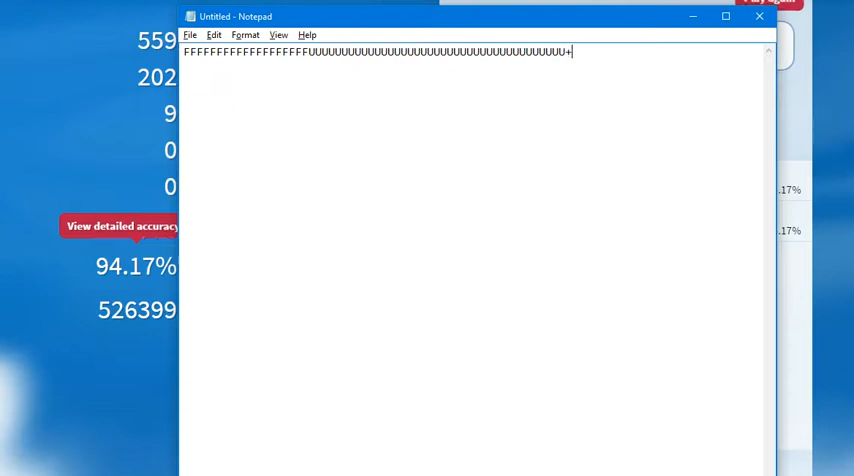 Untitled - Notepad
File Edit Format View Help
FFFFFFFFFFFFFFFFFFFUUUUUUUUUUUUUUUUUUUUUUUUUUUUUUUUUUUUUUU+
559
202
9
0
0
View detailed accuracy
94.17%
526399
.17%
.17%